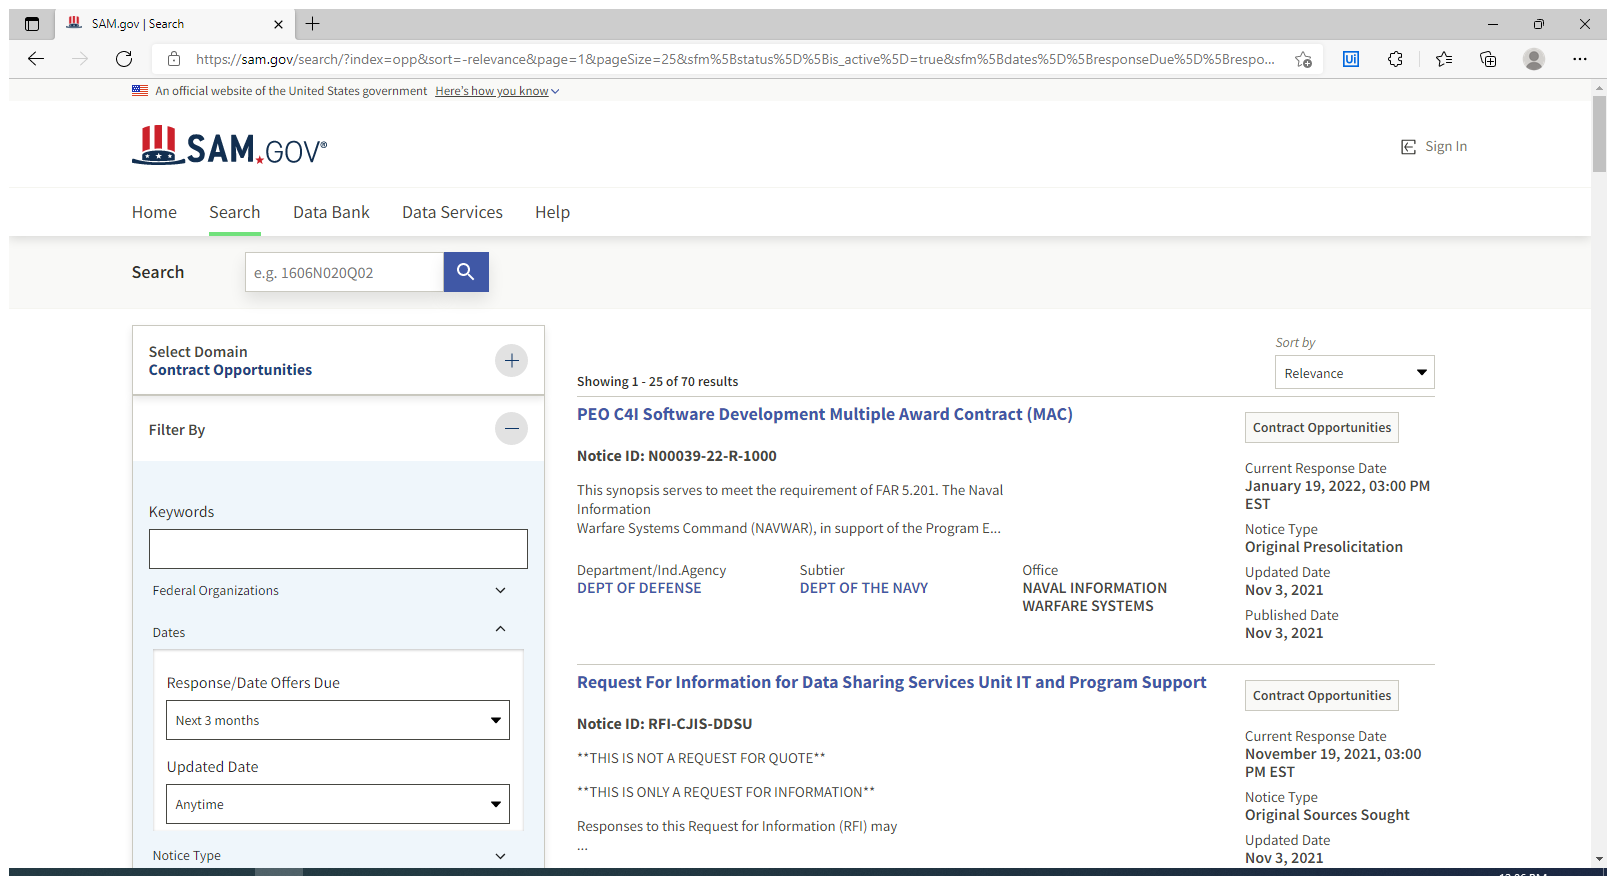 SAM.gov | Search
https://sam.gov/search/?index=opp&sort=-relevance&page=1&pageSize=25&sfm%5Bstatus%5D%5Bis_active%5D=true&sfm%5Bdates%5D%5BresponseDue%5D%5Brespo...
An official website of the United States government Here's how you know
SAM.GOV®
Sign In
Home Search Data Bank Data Services Help
Search
e.g. 1606N020Q02
Select Domain
Contract Opportunities
Filter By
Keywords
Federal Organizations
Dates
Response/Date Offers Due
Next 3 months
Updated Date
Anytime
Notice Type
Sort by
Relevance
Showing 1 - 25 of 70 results
PEO C4I Software Development Multiple Award Contract (MAC)
Notice ID: N00039-22-R-1000
This synopsis serves to meet the requirement of FAR 5.201. The Naval
Information
Warfare Systems Command (NAVWAR), in support of the Program E...
Department/Ind.Agency
DEPT OF DEFENSE
Subtier
DEPT OF THE NAVY
Office
NAVAL INFORMATION
WARFARE SYSTEMS
Contract Opportunities
Current Response Date
January 19, 2022, 03:00 PM
EST
Notice Type
Original Presolicitation
Updated Date
Nov 3, 2021
Published Date
Nov 3, 2021
Request For Information for Data Sharing Services Unit IT and Program Support
Notice ID: RFI-CJIS-DDSU
**THIS IS NOT A REQUEST FOR QUOTE**
**THIS IS ONLY A REQUEST FOR INFORMATION**
Responses to this Request for Information (RFI) may
...
Contract Opportunities
Current Response Date
November 19, 2021, 03:00
PM EST
Notice Type
Original Sources Sought
Updated Date
Nov 3, 2021